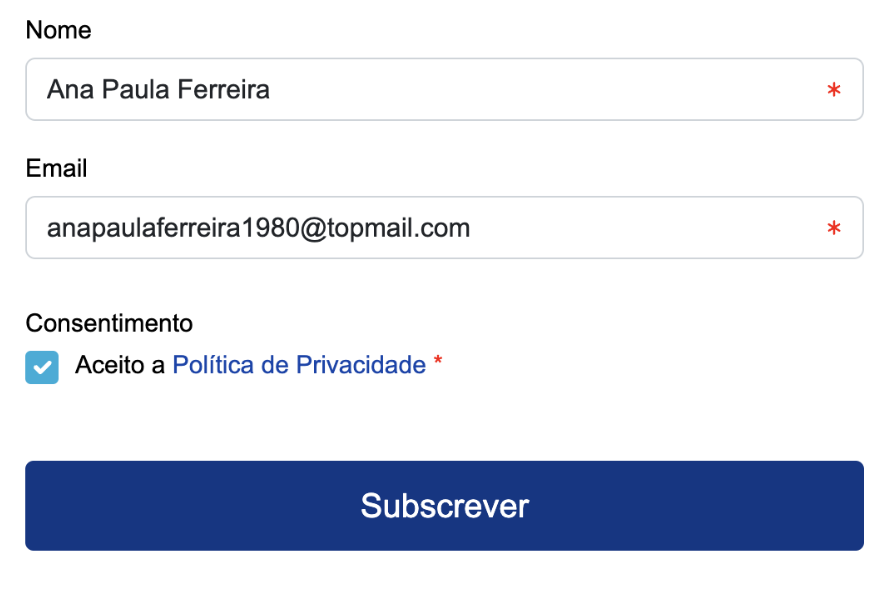 Nome
Ana Paula Ferreira *
Email
anapaulaferreira1980@topmail.com *
Consentimento
Aceito a Política de Privacidade *
Subscrever